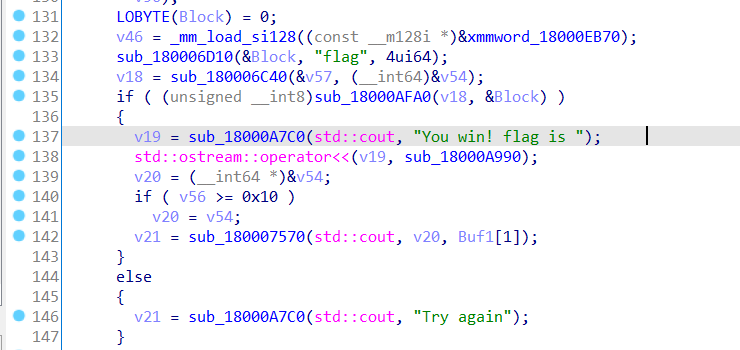 131 LOBYTE(Block) = 0;
132 v46 = _mm_load_si128((const __m128i *)&xmmword_18000EB70);
133 sub_180006D10(&Block, "flag", 4ui64);
134 v18 = sub_180006C40(&v57, (__int64)&v54);
135 if ( (unsigned __int8)sub_18000AFA0(v18, &Block) )
136 {
137 v19 = sub_18000A7C0(std::cout, "You win! flag is ");
138 std::ostream::operator<<(v19, sub_18000A990);
139 v20 = (__int64 *)&v54;
140 if ( v56 >= 0x10 )
141 v20 = v54;
142 v21 = sub_180007570(std::cout, v20, Buf1[1]);
143 }
144 else
145 {
146 v21 = sub_18000A7C0(std::cout, "Try again");
147 }